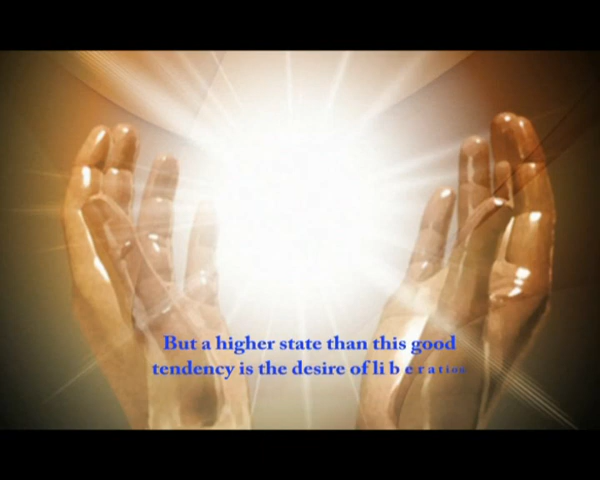 But a higher state than this good
tendency is the desire of liberation